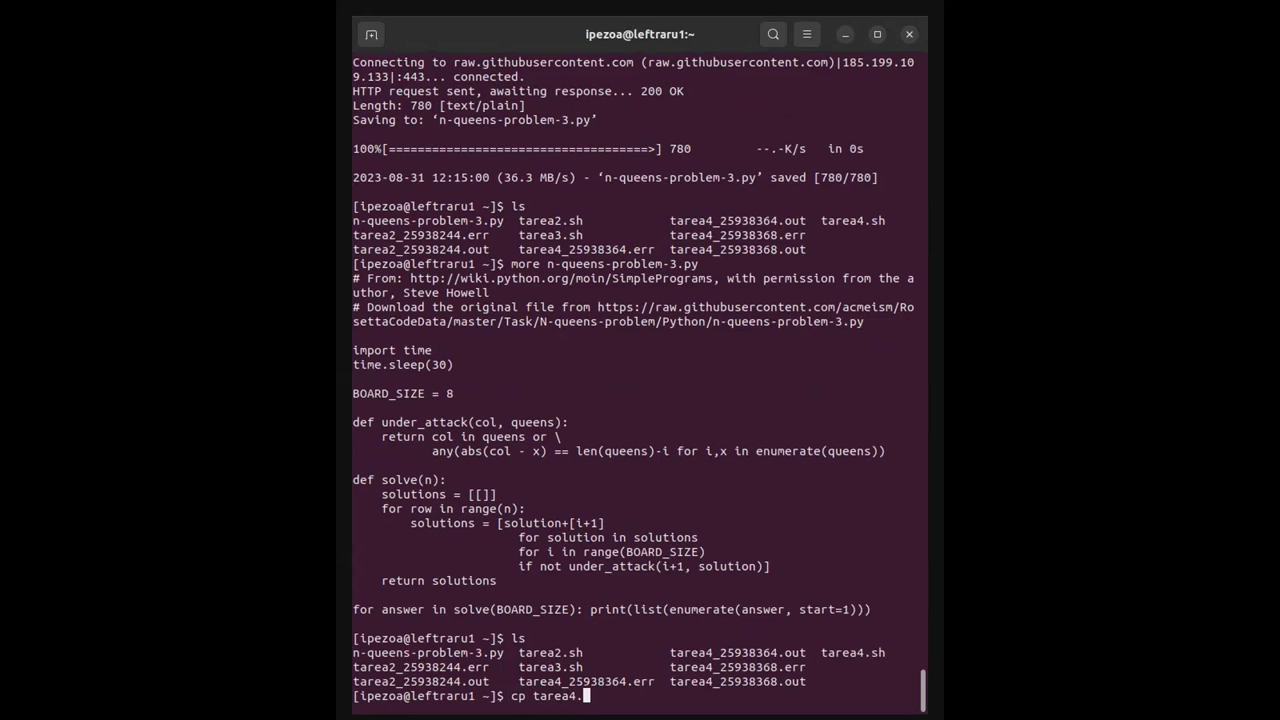 ipezoa@leftraru1:~
Connecting to raw.githubusercontent.com (raw.githubusercontent.com)|185.199.10
9.133|:443... connected.
HTTP request sent, awaiting response... 200 OK
Length: 780 [text/plain]
Saving to: ‘n-queens-problem-3.py’
100%[====================================>] 780         --.-K/s   in 0s
2023-08-31 12:15:00 (36.3 MB/s) - ‘n-queens-problem-3.py’ saved [780/780]
[ipezoa@leftraru1 ~]$ ls
n-queens-problem-3.py  tarea2.sh            tarea4_25938364.out  tarea4.sh
tarea2_25938244.err    tarea3.sh            tarea4_25938368.err
tarea2_25938244.out    tarea4_25938364.err  tarea4_25938368.out
[ipezoa@leftraru1 ~]$ more n-queens-problem-3.py
# From: http://wiki.python.org/moin/SimplePrograms, with permission from the a
uthor, Steve Howell
# Download the original file from https://raw.githubusercontent.com/acmeism/Ro
settaCodeData/master/Task/N-queens-problem/Python/n-queens-problem-3.py
import time
time.sleep(30)
BOARD_SIZE = 8
def under_attack(col, queens):
    return col in queens or \
           any(abs(col - x) == len(queens)-i for i,x in enumerate(queens))
def solve(n):
    solutions = [[]]
    for row in range(n):
        solutions = [solution+[i+1]
                       for solution in solutions
                       for i in range(BOARD_SIZE)
                       if not under_attack(i+1, solution)]
    return solutions
for answer in solve(BOARD_SIZE): print(list(enumerate(answer, start=1)))
[ipezoa@leftraru1 ~]$ ls
n-queens-problem-3.py  tarea2.sh            tarea4_25938364.out  tarea4.sh
tarea2_25938244.err    tarea3.sh            tarea4_25938368.err
tarea2_25938244.out    tarea4_25938364.err  tarea4_25938368.out
[ipezoa@leftraru1 ~]$ cp tarea4.